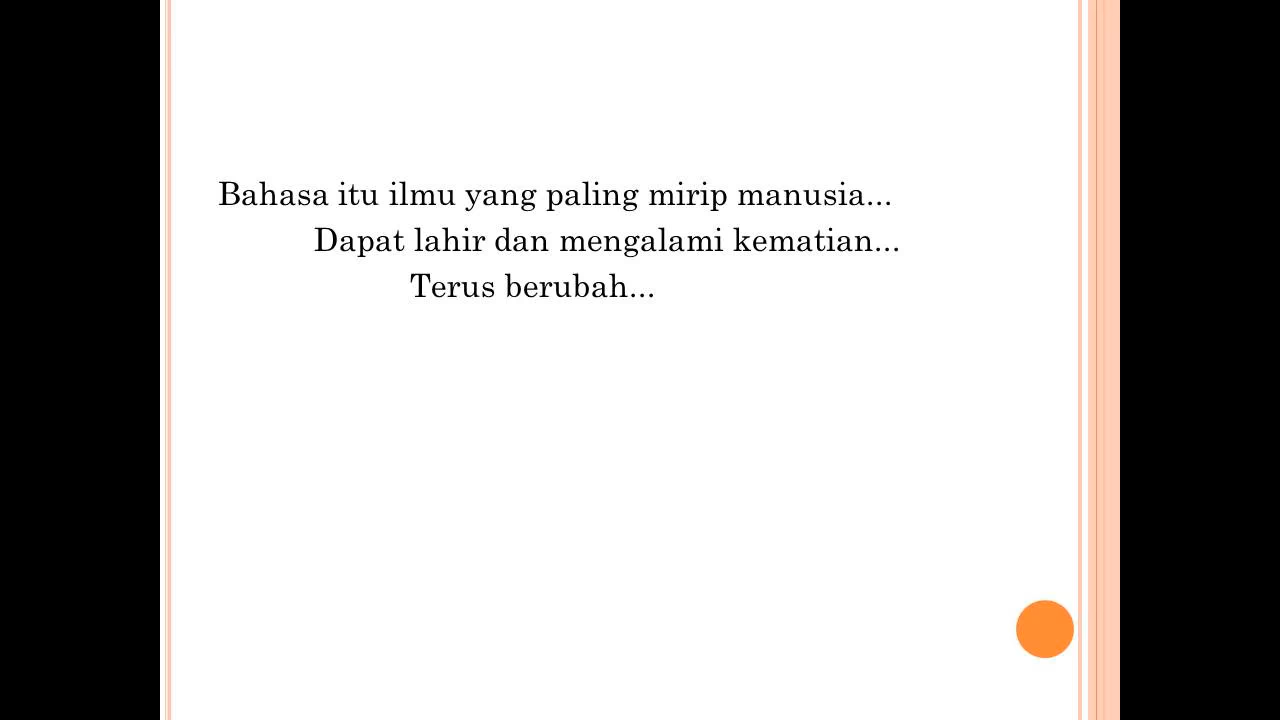 Bahasa itu ilmu yang paling mirip manusia...
Dapat lahir dan mengalami kematian...
Terus berubah...